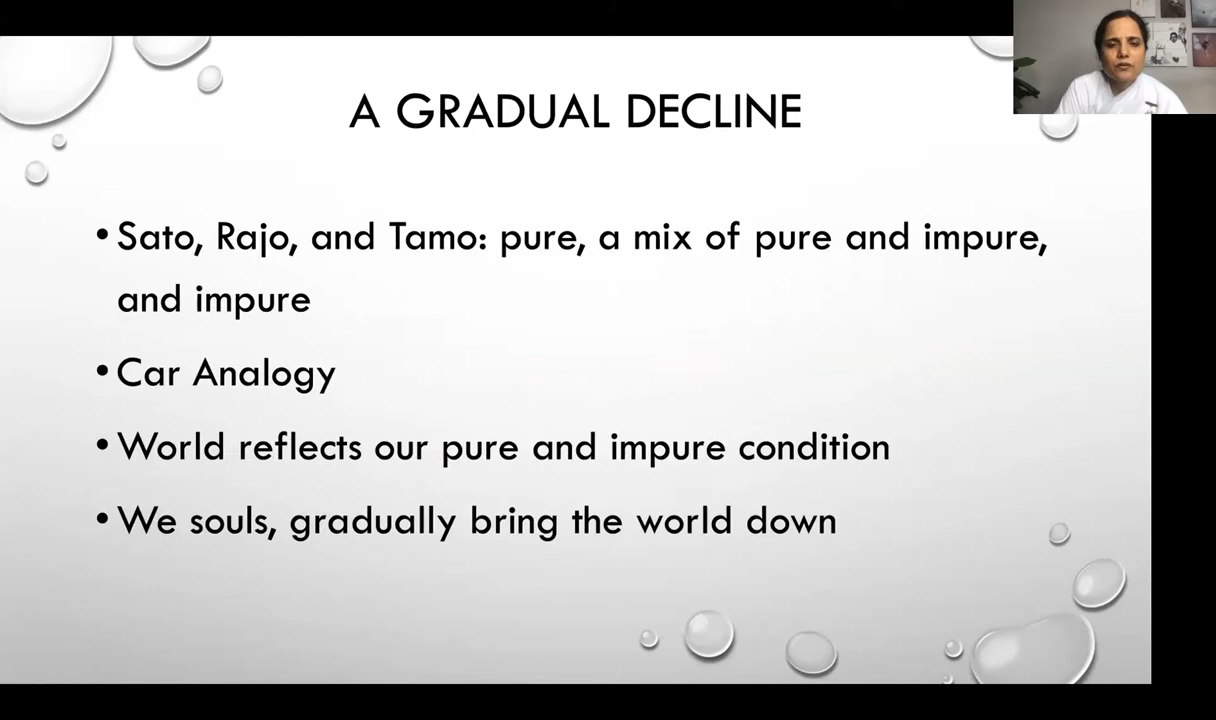 A GRADUAL DECLINE
• Sato, Rajo, and Tamo: pure, a mix of pure and impure,
and impure
• Car Analogy
• World reflects our pure and impure condition
• We souls, gradually bring the world down